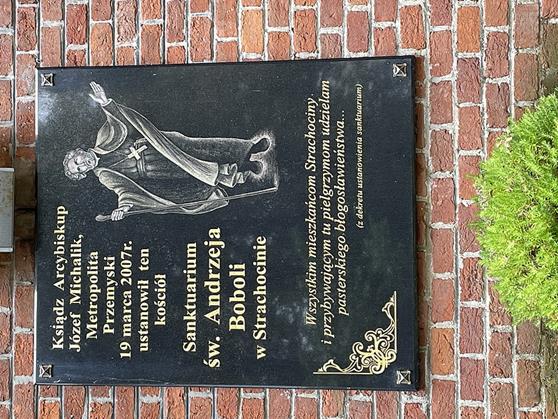 Ksiądz Arcybiskup
Józef Michalik,
Metropolita
Przemyski
19 marca 2007r.
ustanowił ten
kościół
Sanktuarium
św. Andrzeja
Boboli
w Strachocinie
Wszystkim mieszkańcom Strachociny
i przybywającym tu pielgrzymom udzielam
pasterskiego błogosławieństwa...
(z dekretu ustanowienia sanktuarium)